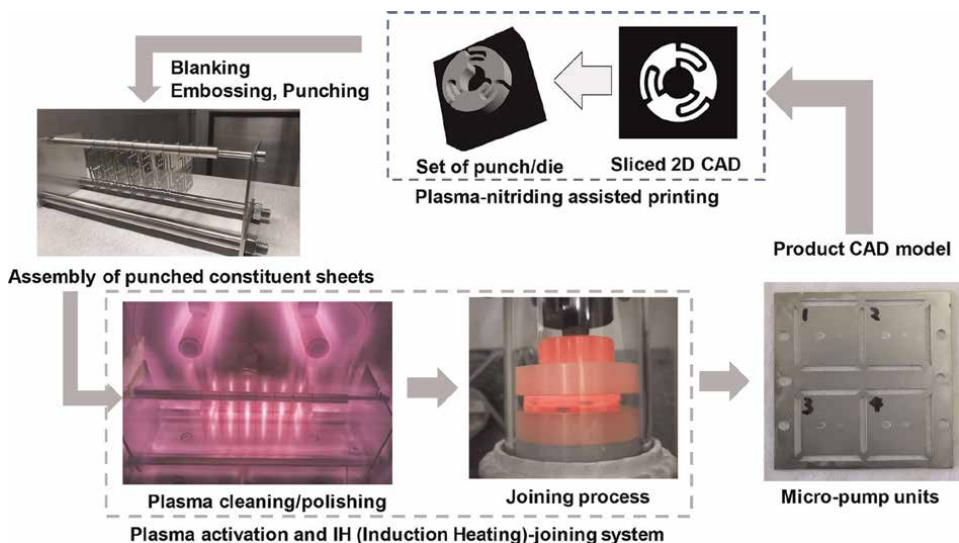 Blanking
Embossing, Punching
Set of punch/die
Sliced 2D CAD
Plasma-nitriding assisted printing
Product CAD model
Assembly of punched constituent sheets
1
2
3
4
Plasma cleaning/polishing
Joining process
Micro-pump units
Plasma activation and IH (Induction Heating)-joining system